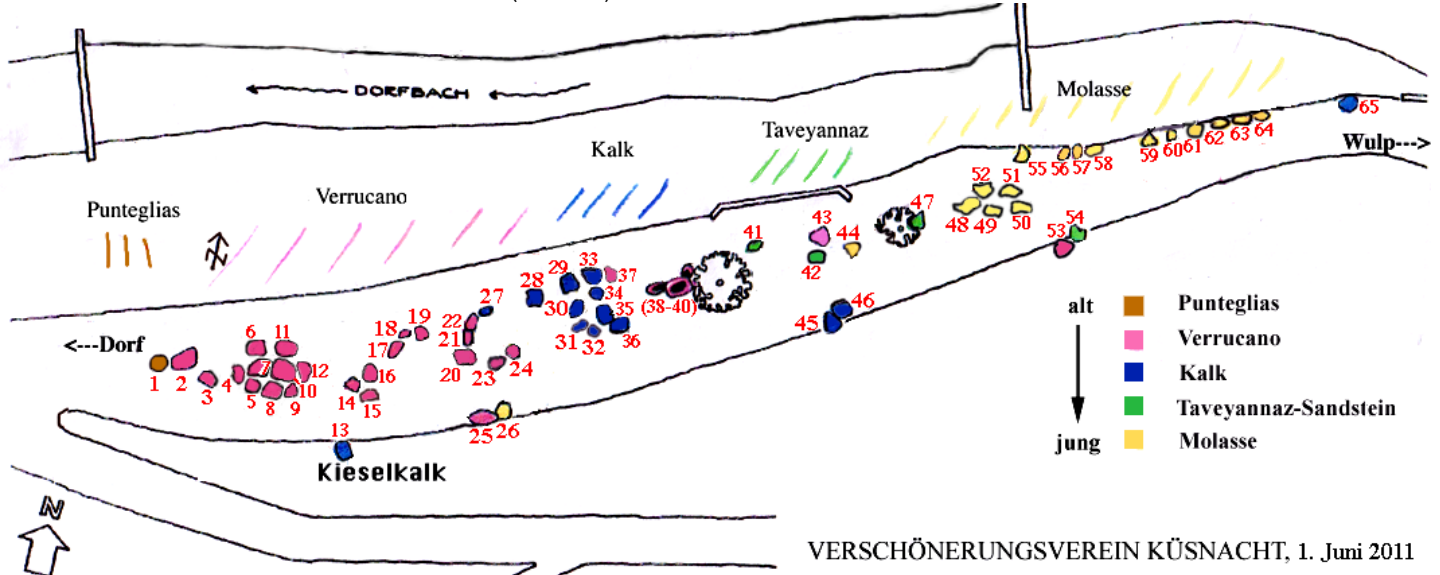 DORFBACH
Molasse
Taveyannaz
Kalk
Verrucano
Punteglias
65
Wulp--->
55 56 57 58 59 60 61 62 63 64
52 51
48 49 50
47
54
53
43
44
41
42
(38-40)
45 46
33
29 37
28 34
30 35
31 32 36
27
22
21
20 23 24
18 19
17
16
14
15
<---Dorf
6 11
7 12
1 2 3 4 5 8 9 10
13
25 26
Kieselkalk
N
alt
jung
Punteglias
Verrucano
Kalk
Taveyannaz-Sandstein
Molasse
VERSCHÖNERUNGSVEREIN KÜSNACHT, 1. Juni 2011